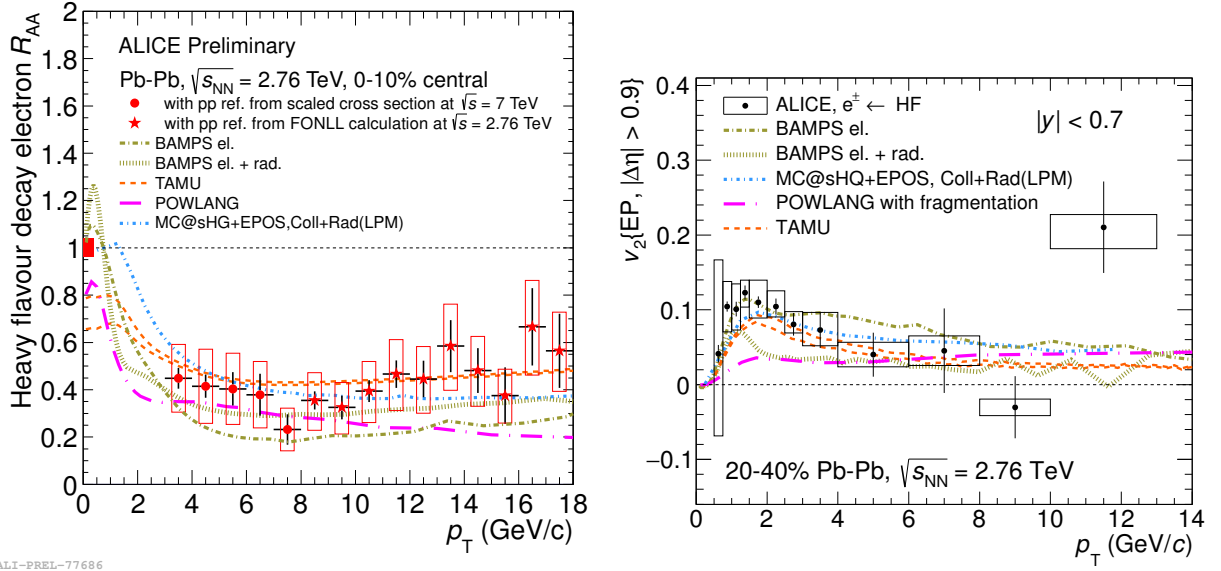 Heavy flavour decay electron R_AA
2
1.8
1.6
1.4
1.2
1
0.8
0.6
0.4
0.2
0
ALICE Preliminary
Pb-Pb, √s_NN = 2.76 TeV, 0-10% central
with pp ref. from scaled cross section at √s = 7 TeV
with pp ref. from FONLL calculation at √s = 2.76 TeV
BAMPS el.
BAMPS el. + rad.
TAMU
POWLANG
MC@sHG+EPOS,Coll+Rad(LPM)
0 2 4 6 8 10 12 14 16 18
p_T (GeV/c)
ALI-PREL-77686
v_2{EP, |Δη| > 0.9}
0.4
0.3
0.2
0.1
0
−0.1
ALICE, e^± ← HF
|y| < 0.7
BAMPS el.
BAMPS el. + rad.
MC@sHQ+EPOS, Coll+Rad(LPM)
POWLANG with fragmentation
TAMU
20-40% Pb-Pb, √s_NN = 2.76 TeV
0 2 4 6 8 10 12 14
p_T (GeV/c)